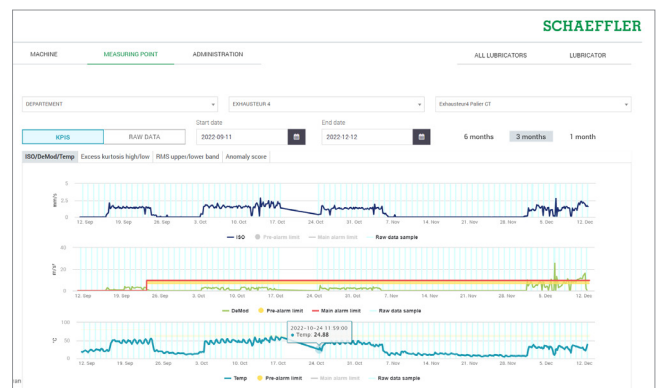 SCHAEFFLER
MACHINE MEASURING POINT ADMINISTRATION ALL LUBRICATORS LUBRICATOR
DEPARTEMENT EXHAUSTEUR 4 Exhausteur4 Palier CT
Start date End date
KPIS RAW DATA 2022-09-11 2022-12-12 6 months 3 months 1 month
ISO/DeMod/Temp Excess kurtosis high/low RMS upper/lower band Anomaly score
mm/s
5
2.5
0
12. Sep 19. Sep 26. Sep 3. Oct 10. Oct 17. Oct 24. Oct 31. Oct 7. Nov 14. Nov 21. Nov 28. Nov 5. Dec 12. Dec
ISO Pre-alarm limit Main alarm limit Raw data sample
m/s²
40
20
0
12. Sep 19. Sep 26. Sep 3. Oct 10. Oct 17. Oct 24. Oct 31. Oct 7. Nov 14. Nov 21. Nov 28. Nov 5. Dec 12. Dec
DeMod Pre-alarm limit Main alarm limit Raw data sample
2022-10-24 11:59:00
Temp: 24.88
°C
100
50
0
12. Sep 19. Sep 26. Sep 3. Oct 10. Oct 17. Oct 24. Oct 31. Oct 7. Nov 14. Nov 21. Nov 28. Nov 5. Dec 12. Dec
Temp Pre-alarm limit Main alarm limit Raw data sample